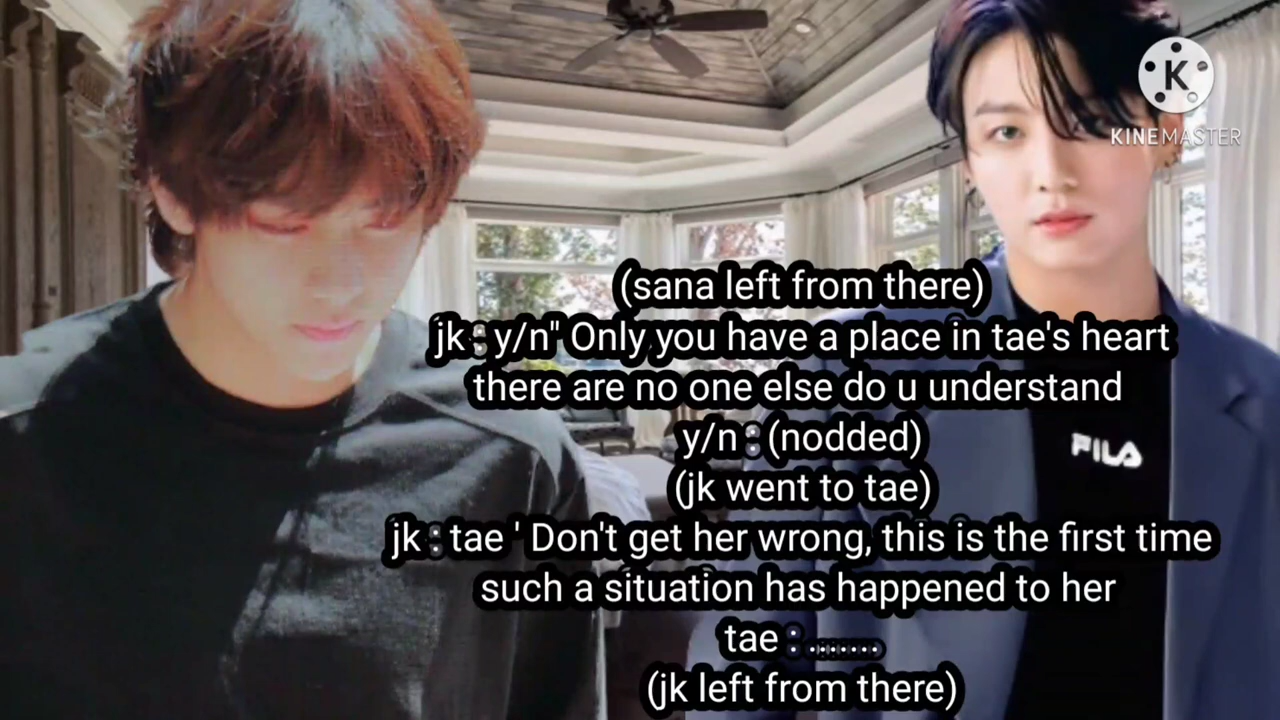 K
KINEMASTER
(sana left from there)
jk : y/n" Only you have a place in tae's heart
there are no one else do u understand
y/n : (nodded)
(jk went to tae)
jk : tae ' Don't get her wrong, this is the first time
such a situation has happened to her
tae : .......
(jk left from there)
FILA